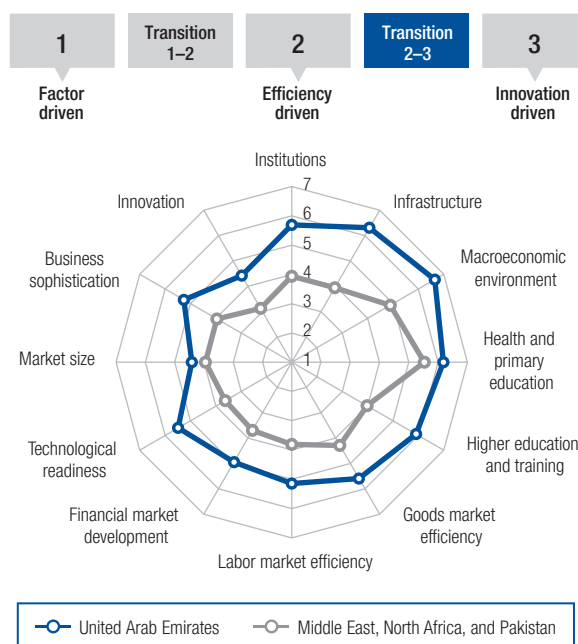 1
Transition
1–2
2
Transition
2–3
3
Factor
driven
Efficiency
driven
Innovation
driven
Institutions
7
6
5
4
3
2
1
Infrastructure
Macroeconomic
environment
Health and
primary
education
Higher education
and training
Goods market
efficiency
Labor market efficiency
Financial market
development
Technological
readiness
Market size
Business
sophistication
Innovation
United Arab Emirates
Middle East, North Africa, and Pakistan